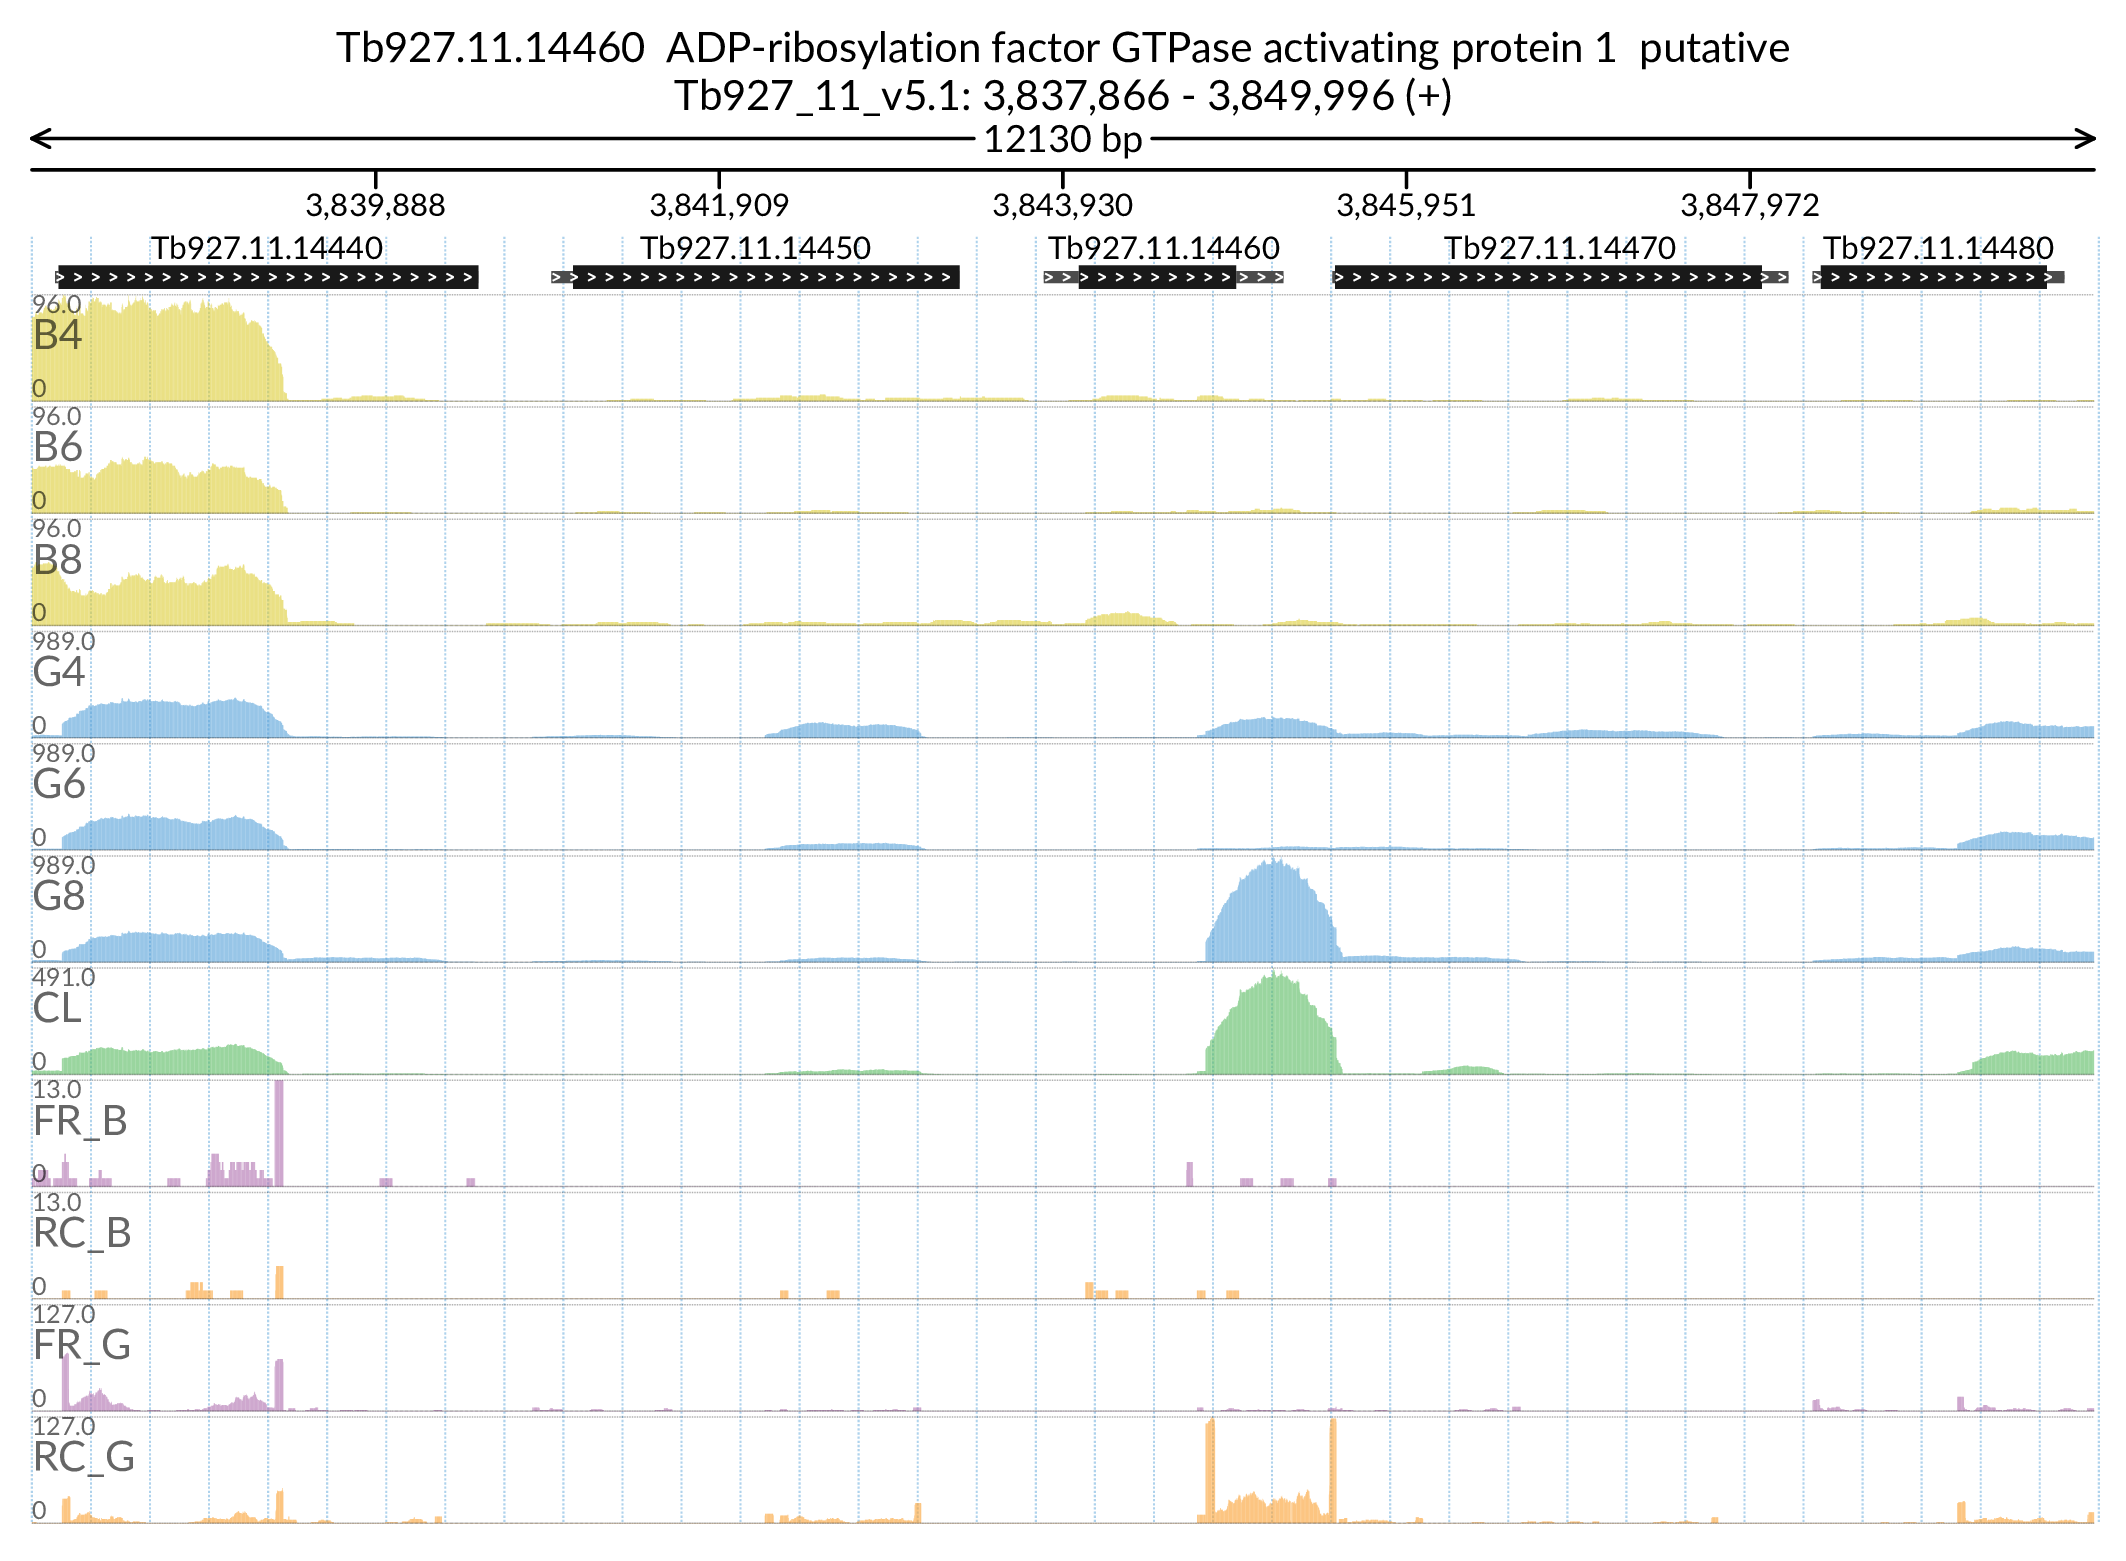 Tb927.11.14460  ADP-ribosylation factor GTPase activating protein 1  putative
Tb927_11_v5.1: 3,837,866 - 3,849,996 (+)
12130 bp
3,839,888 3,841,909 3,843,930 3,845,951 3,847,972
Tb927.11.14440 Tb927.11.14450 Tb927.11.14460 Tb927.11.14470 Tb927.11.14480
96.0
B4
0
96.0
B6
0
96.0
B8
0
989.0
G4
0
989.0
G6
0
989.0
G8
0
491.0
CL
0
13.0
FR_B
0
13.0
RC_B
0
127.0
FR_G
0
127.0
RC_G
0